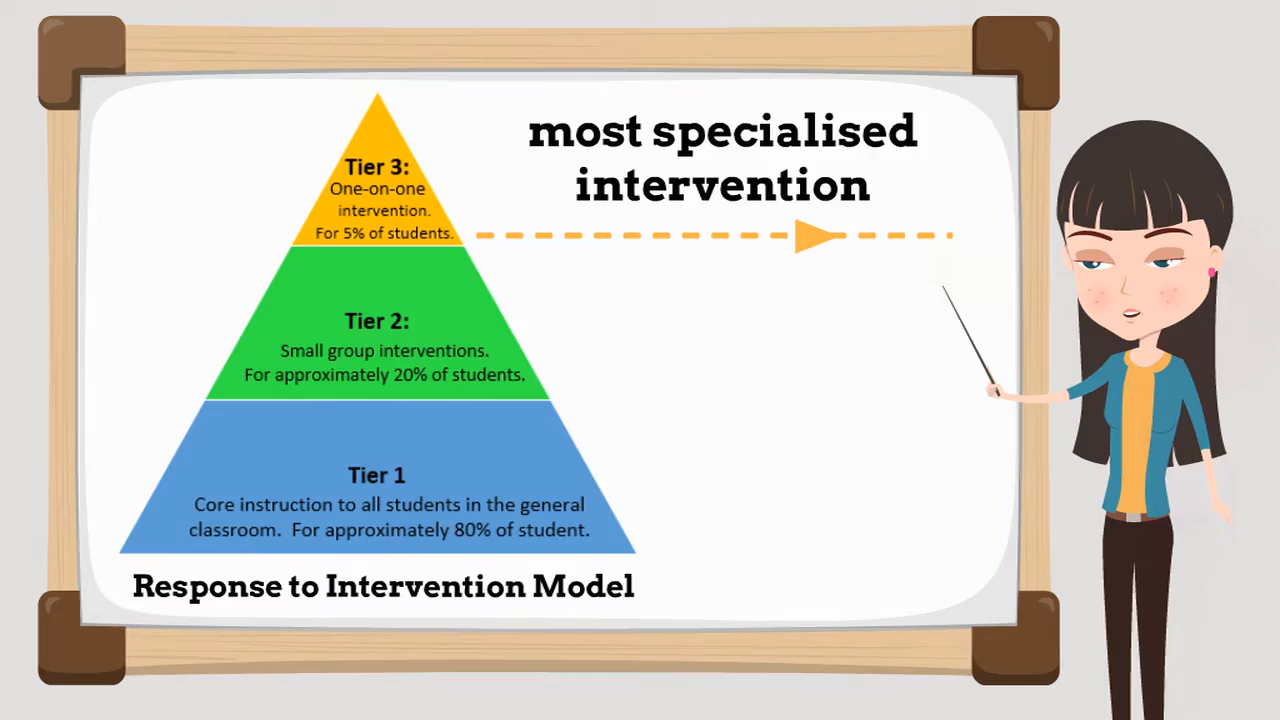 most specialised
intervention
Tier 3:
One-on-one
intervention.
For 5% of students.
Tier 2:
Small group interventions.
For approximately 20% of students.
Tier 1
Core instruction to all students in the general
classroom.  For approximately 80% of student.
Response to Intervention Model